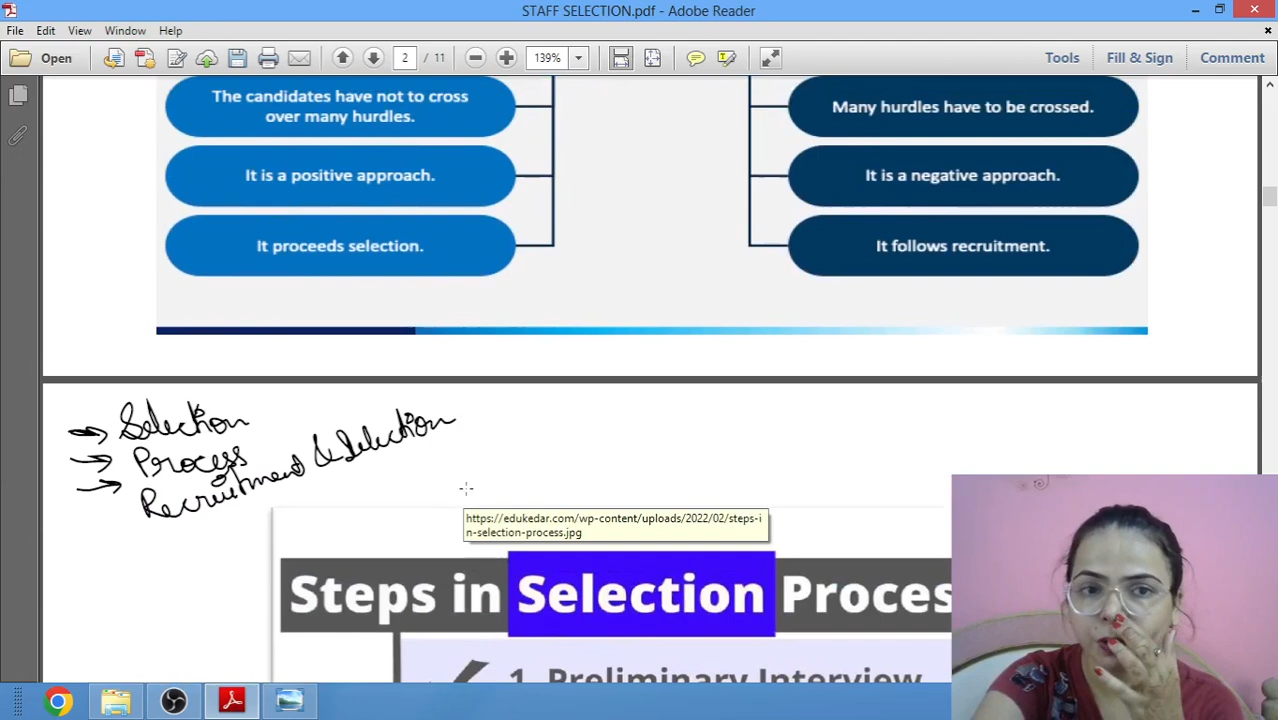 STAFF SELECTION.pdf - Adobe Reader
File Edit View Window Help
Open 2 / 11 139% Tools Fill & Sign Comment
The candidates have not to cross
over many hurdles.
Many hurdles have to be crossed.
It is a positive approach.
It is a negative approach.
It proceeds selection.
It follows recruitment.
Selection
Process
Recruitment & Selection
https://edukedar.com/wp-content/uploads/2022/02/steps-i
n-selection-process.jpg
Steps in Selection Proces
1. Preliminary Interview